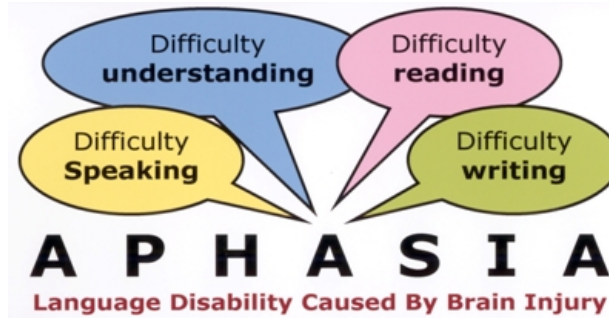 Difficulty
understanding
Difficulty
reading
Difficulty
Speaking
Difficulty
writing
APHASIA
Language Disability Caused By Brain Injury